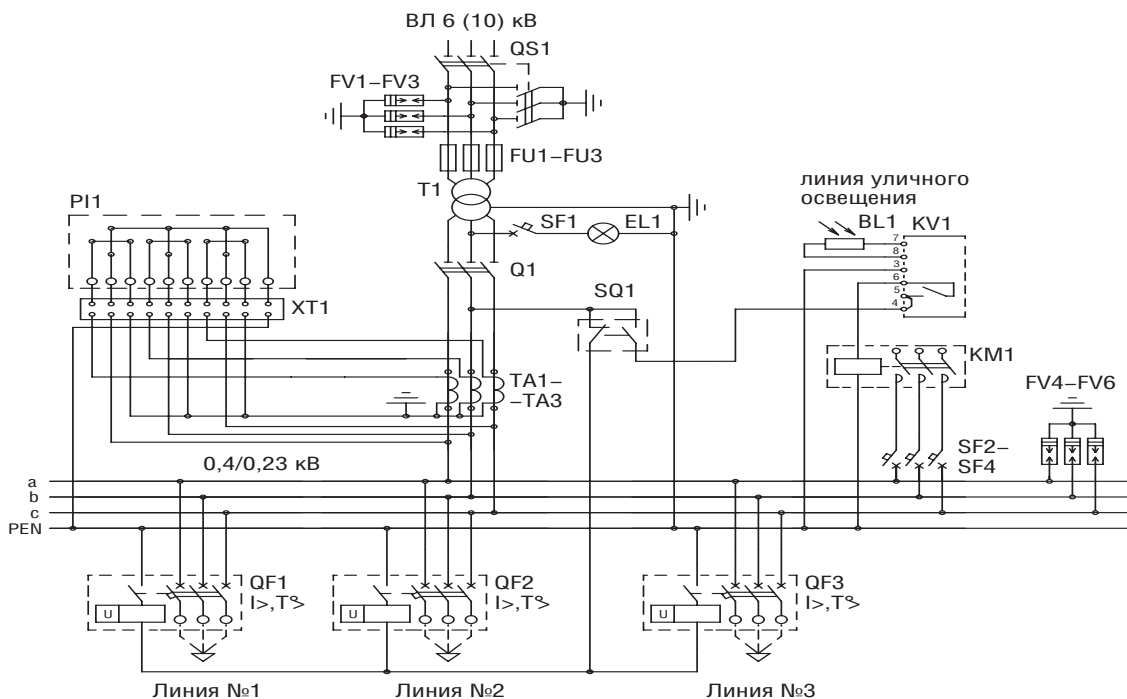 ВЛ 6 (10) кВ
QS1
FV1–FV3
FU1–FU3
T1
линия уличного
освещения
PI1
SF1
EL1
BL1
KV1
7
8
3
6
5
4
Q1
SQ1
XT1
KM1
TA1–
–TA3
FV4–FV6
SF2–
SF4
0,4/0,23 кВ
a
b
c
PEN
QF1
I>,T>
U
QF2
I>,T>
U
QF3
I>,T>
U
Линия №1
Линия №2
Линия №3